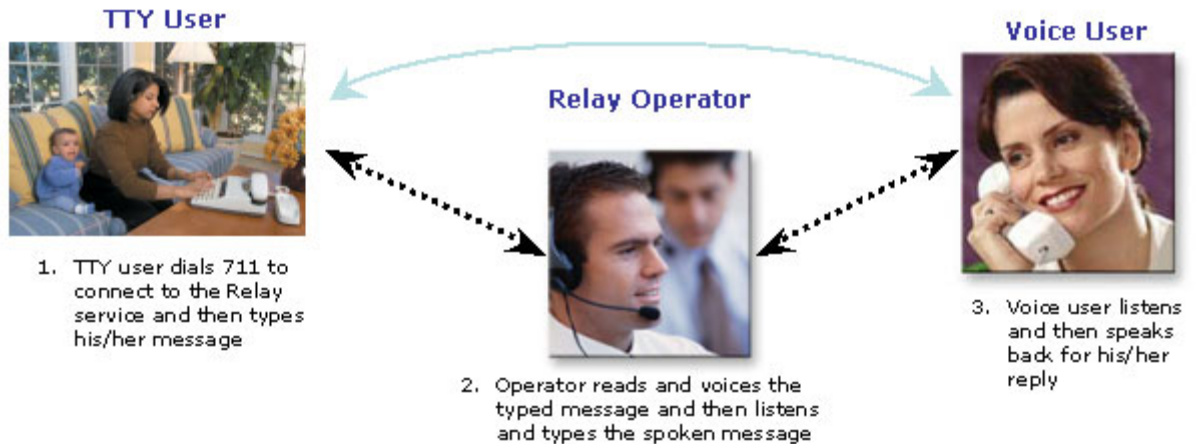 TTY User
Voice User
Relay Operator
1. TTY user dials 711 to
connect to the Relay
service and then types
his/her message
2. Operator reads and voices the
typed message and then listens
and types the spoken message
3. Voice user listens
and then speaks
back for his/her
reply